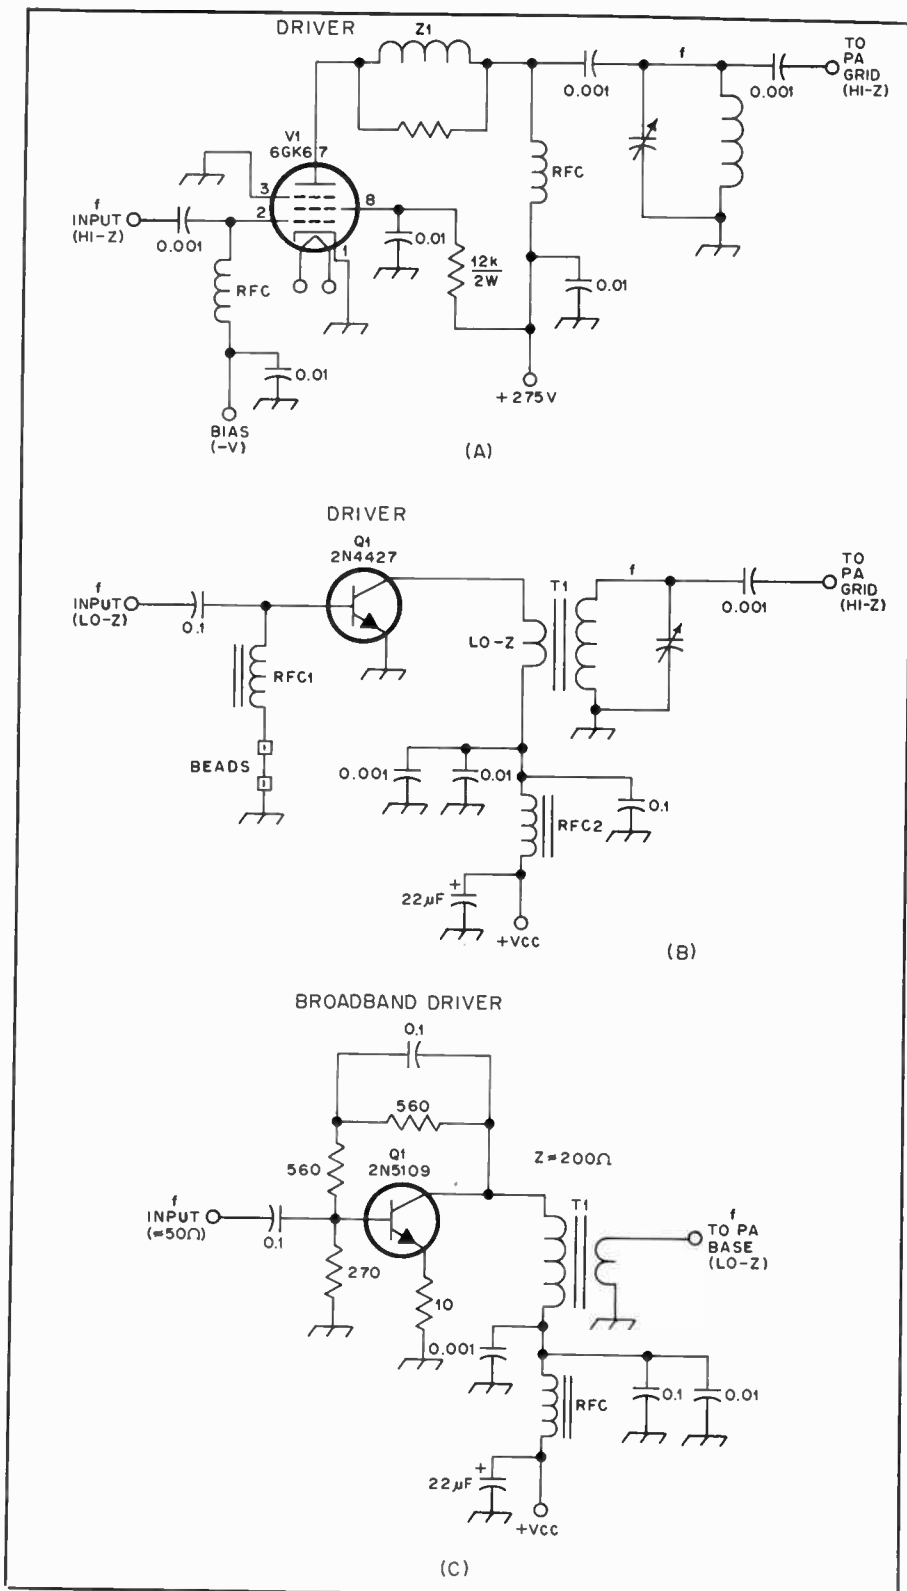 DRIVER
Z1
TO
PA
GRID
(HI-Z)
f
0.001
0.001
V1
6GK6
7
RFC
3
8
2
1
f
INPUT
(HI-Z)
0.001
0.01
12k
2W
0.01
RFC
0.01
+275V
BIAS
(-V)
(A)
DRIVER
Q1
2N4427
f
INPUT
(LO-Z)
0.1
T1
f
TO
PA
GRID
(HI-Z)
0.001
LO-Z
RFC1
BEADS
0.001
0.01
0.1
RFC2
22µF
+
+VCC
(B)
BROADBAND DRIVER
0.1
560
560
Q1
2N5109
Z≈200Ω
f
INPUT
(≈50Ω)
0.1
T1
f
TO PA
BASE
(LO-Z)
270
10
0.001
RFC
0.1
0.01
22µF
+
+VCC
(C)